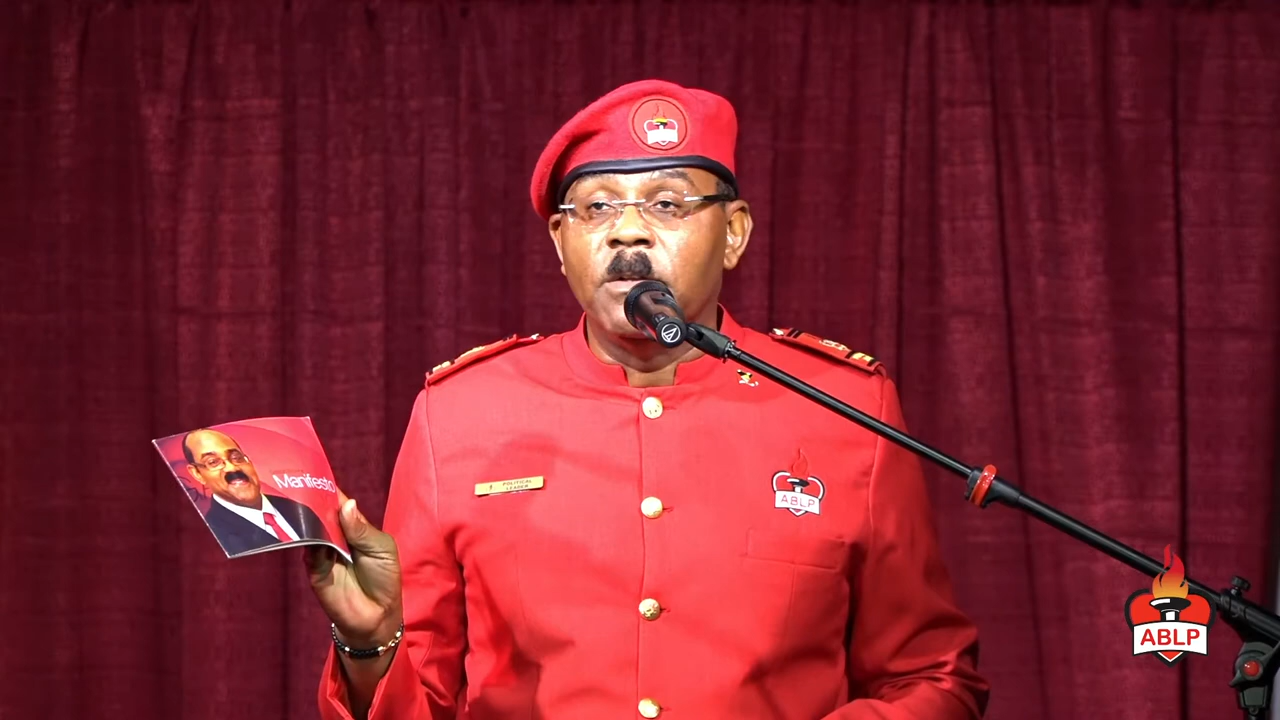 Manifesto
POLITICAL
LEADER
ABLP
ABLP